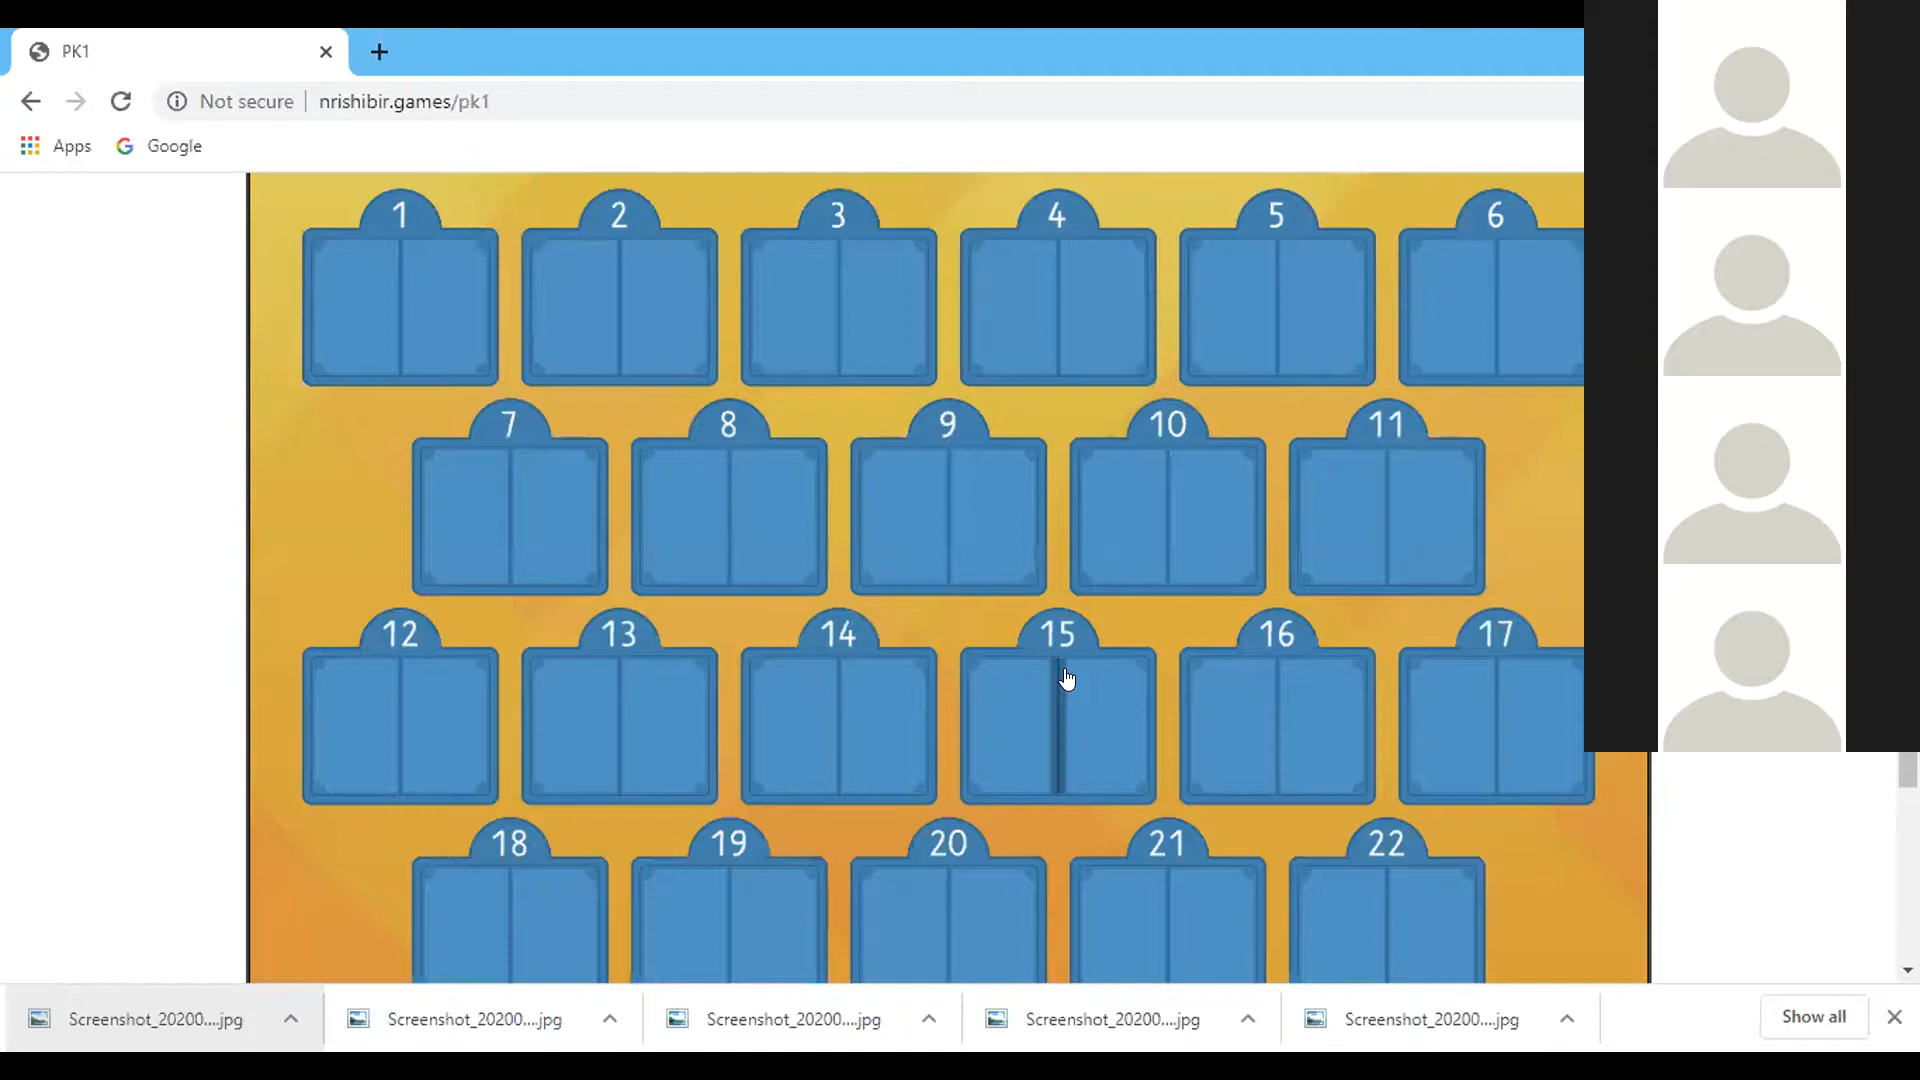 PK1
Not secure | nrishibir.games/pk1
Apps Google
1 2 3 4 5 6
7 8 9 10 11
12 13 14 15 16 17
18 19 20 21 22
Screenshot_20200....jpg Screenshot_20200....jpg Screenshot_20200....jpg Screenshot_20200....jpg Screenshot_20200....jpg Show all